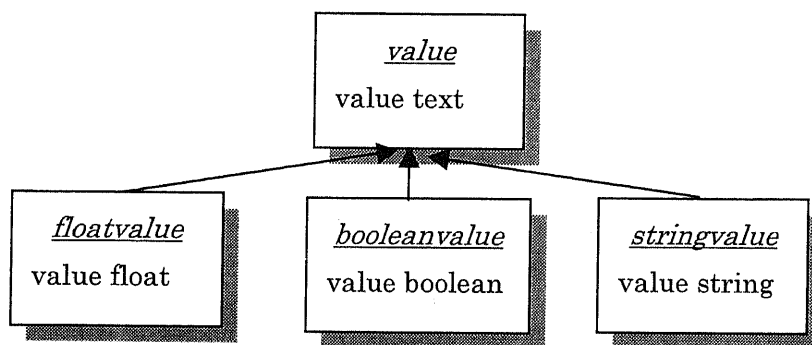 value
value text
floatvalue
value float
booleanvalue
value boolean
stringvalue
value string